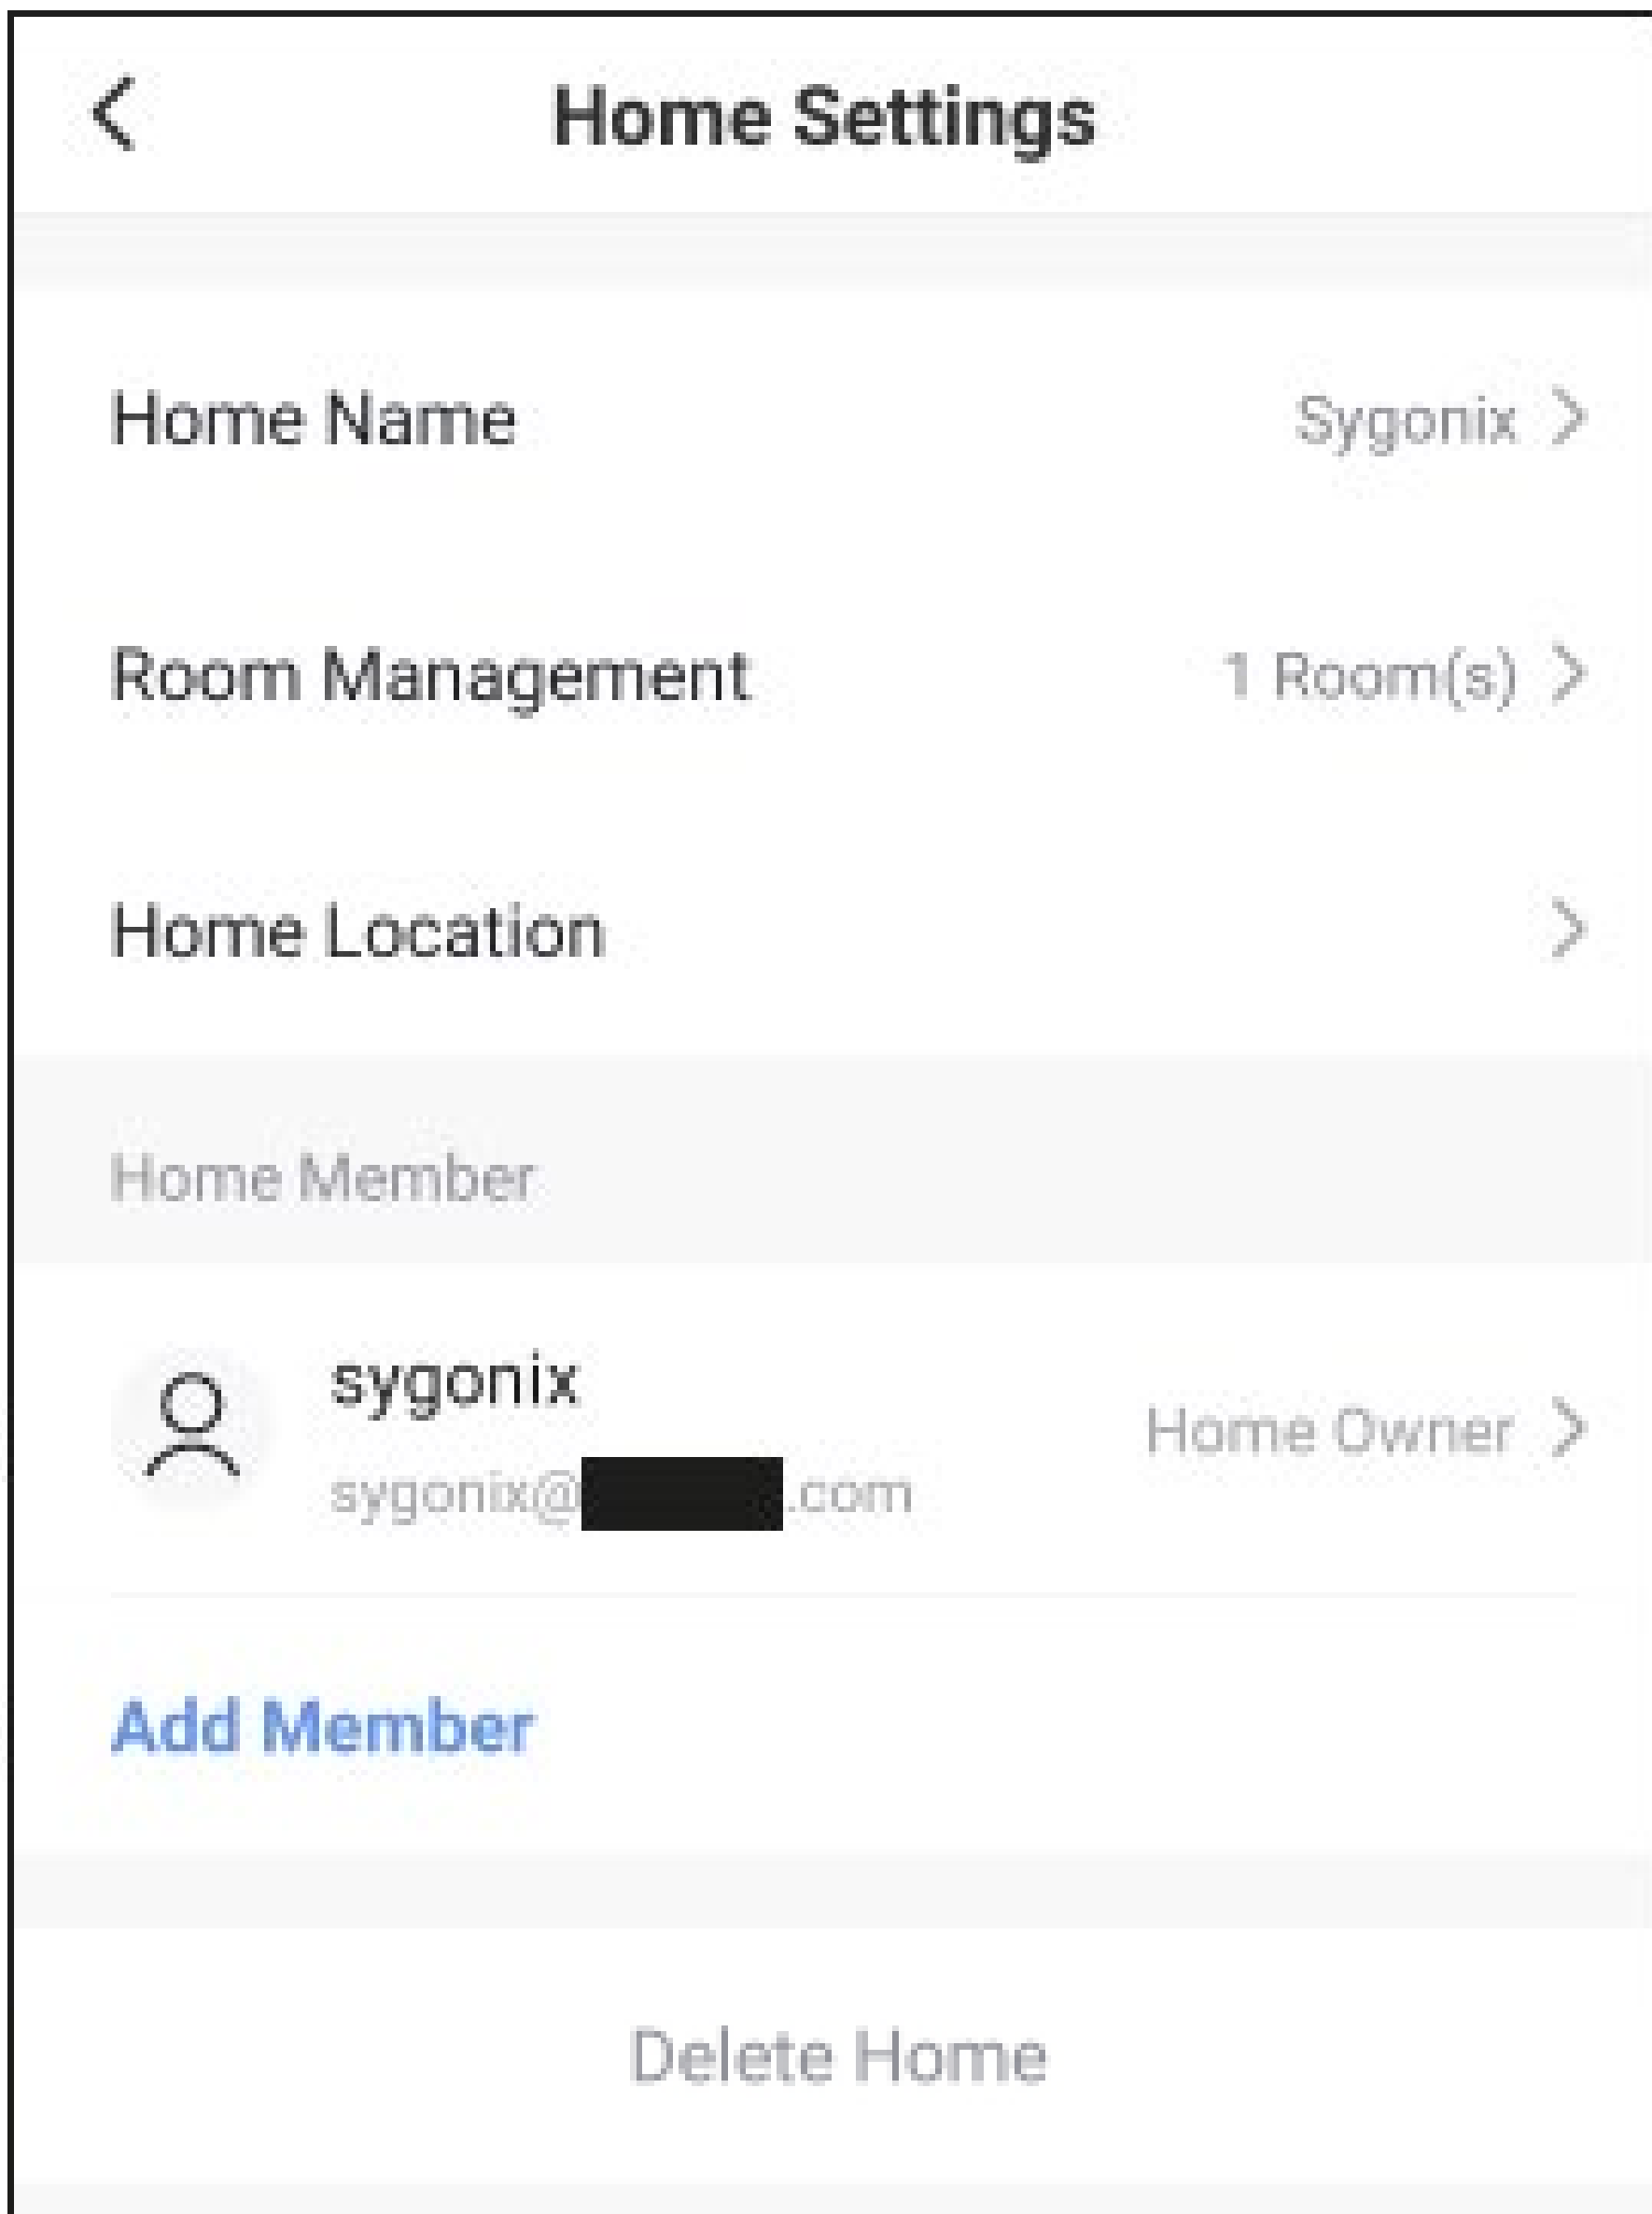 Home Settings
Home Name Sygonix
Room Management 1 Room(s)
Home Location
Home Member
sygonix
Home Owner
sygonix@ .com
Add Member
Delete Home